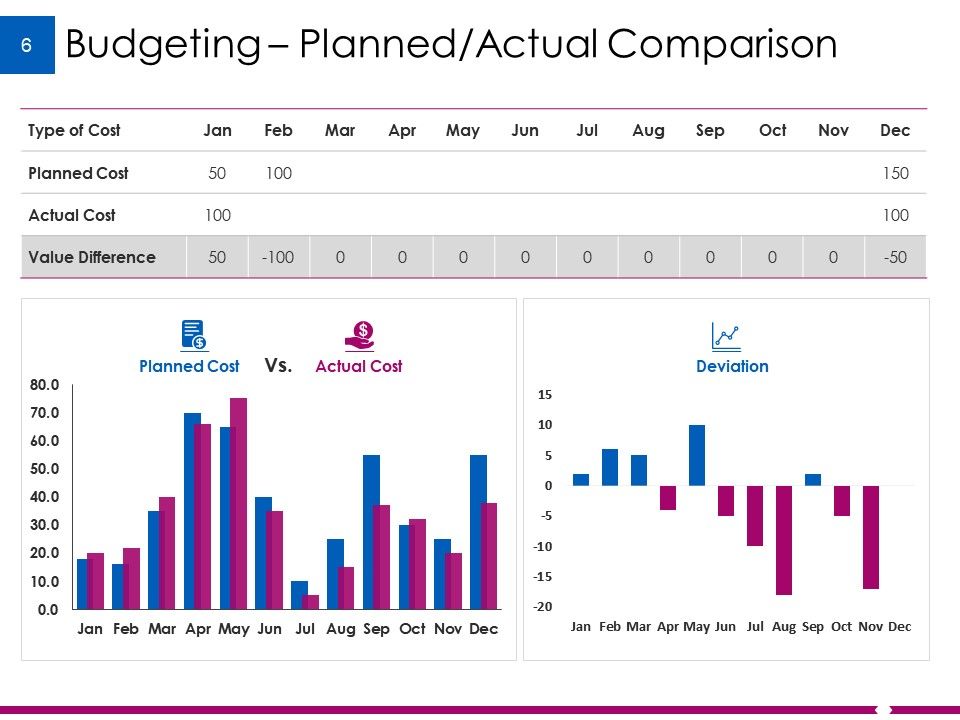 6
Budgeting – Planned/Actual Comparison
Type of Cost Jan Feb Mar Apr May Jun Jul Aug Sep Oct Nov Dec
Planned Cost 50 100 150
Actual Cost 100 100
Value Difference 50 -100 0 0 0 0 0 0 0 0 0 -50
$
Planned Cost Vs. Actual Cost
80.0
70.0
60.0
50.0
40.0
30.0
20.0
10.0
0.0
Jan Feb Mar Apr May Jun Jul Aug Sep Oct Nov Dec
Deviation
15
10
5
0
-5
-10
-15
-20
Jan Feb Mar Apr May Jun Jul Aug Sep Oct Nov Dec